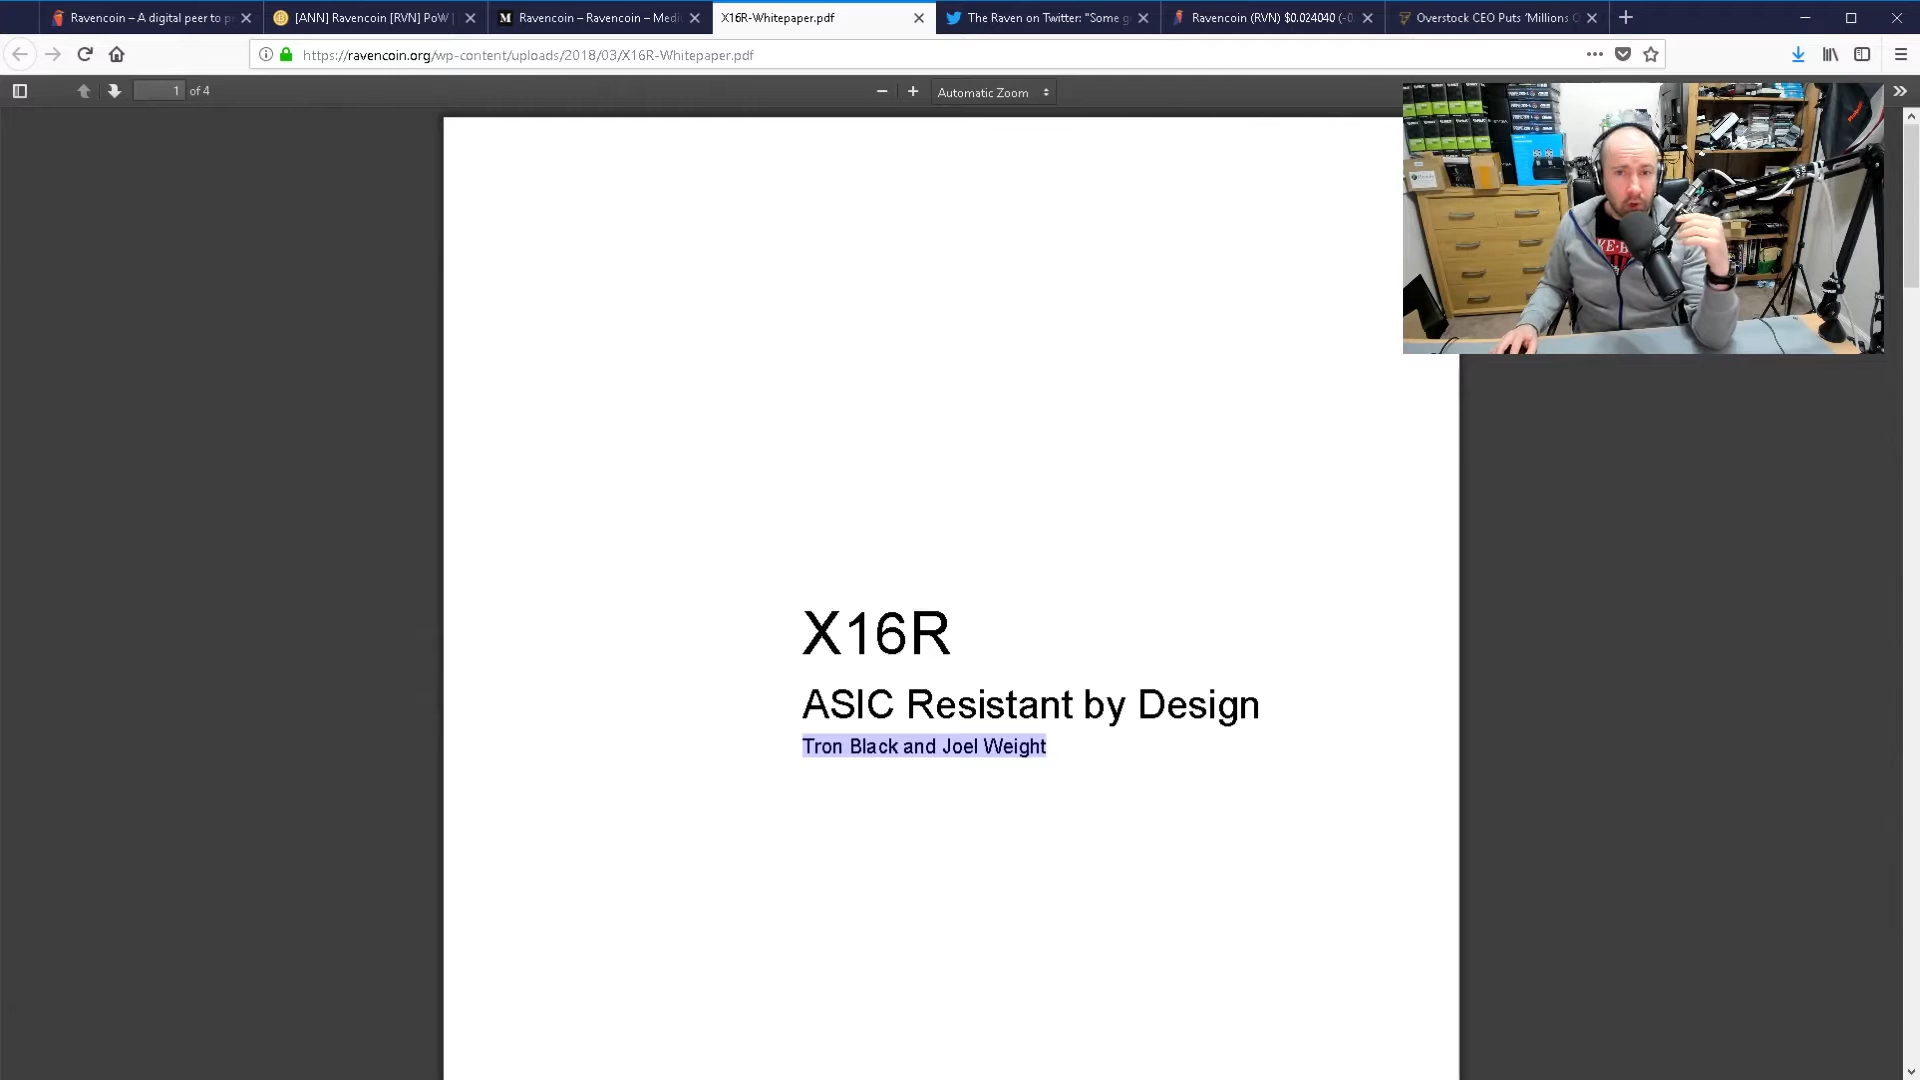 Ravencoin – A digital peer to p
[ANN] Ravencoin [RVN] PoW
Ravencoin – Ravencoin – Medi
X16R-Whitepaper.pdf
The Raven on Twitter: "Some g
Ravencoin (RVN) $0.024040 (-0.
Overstock CEO Puts 'Millions O
https://ravencoin.org/wp-content/uploads/2018/03/X16R-Whitepaper.pdf
1 of 4
Automatic Zoom
X16R
ASIC Resistant by Design
Tron Black and Joel Weight